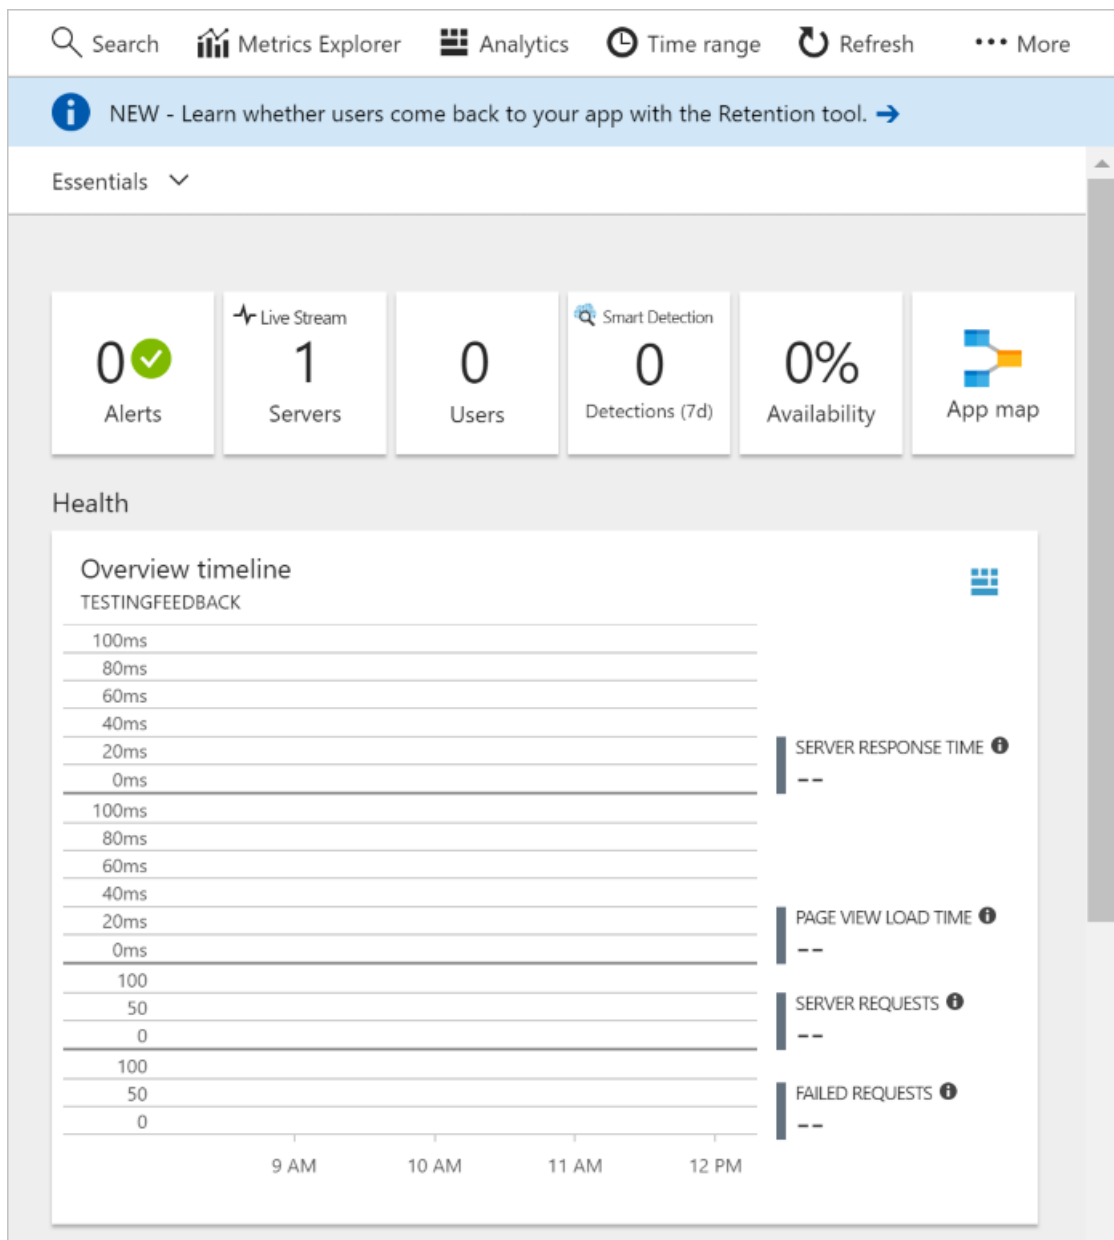 Search Metrics Explorer Analytics Time range Refresh ••• More
NEW - Learn whether users come back to your app with the Retention tool. →
Essentials
0 Alerts
Live Stream
1
Servers
0
Users
Smart Detection
0
Detections (7d)
0%
Availability
App map
Health
Overview timeline
TESTINGFEEDBACK
100ms
80ms
60ms
40ms
20ms
0ms
SERVER RESPONSE TIME
--
100ms
80ms
60ms
40ms
20ms
0ms
PAGE VIEW LOAD TIME
--
100
50
0
SERVER REQUESTS
--
100
50
0
FAILED REQUESTS
--
9 AM 10 AM 11 AM 12 PM